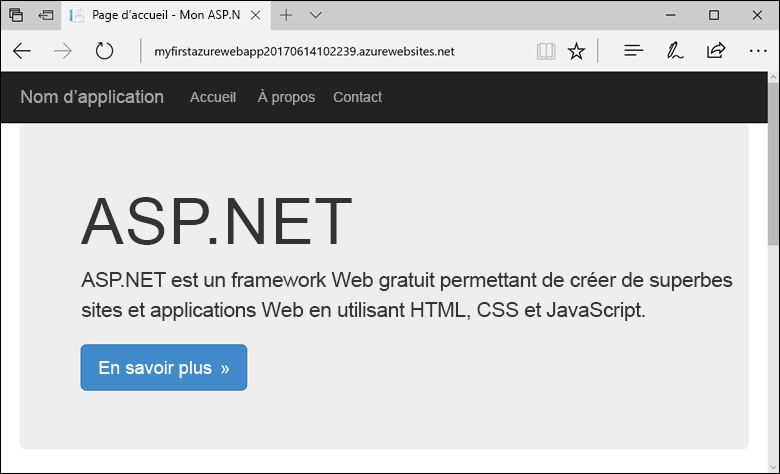 Page d’accueil - Mon ASP.N
myfirstazurewebapp20170614102239.azurewebsites.net
Nom d’application Accueil À propos Contact
ASP.NET
ASP.NET est un framework Web gratuit permettant de créer de superbes
sites et applications Web en utilisant HTML, CSS et JavaScript.
En savoir plus »